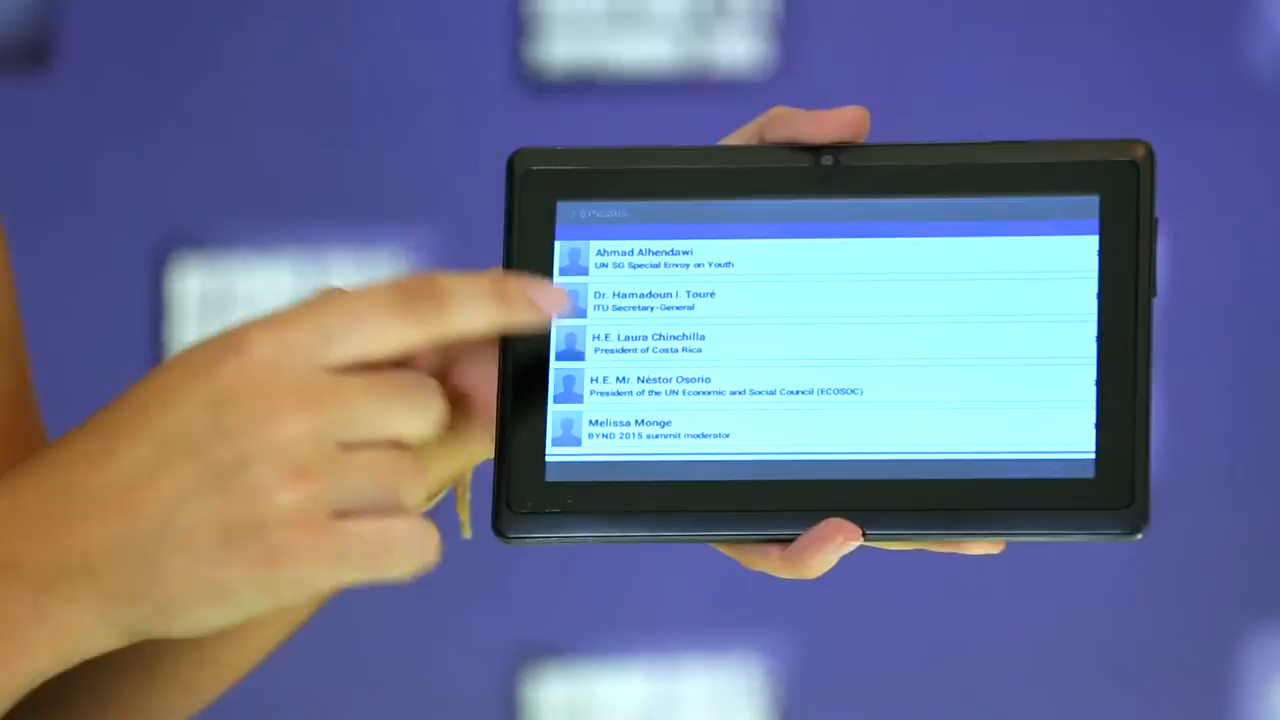 Ahmad Alhendawi
UN SG Special Envoy on Youth
Dr. Hamadoun I. Touré
ITU Secretary-General
H.E. Laura Chinchilla
President of Costa Rica
H.E. Mr. Néstor Osorio
President of the UN Economic and Social Council (ECOSOC)
Melissa Monge
BYND 2015 summit moderator